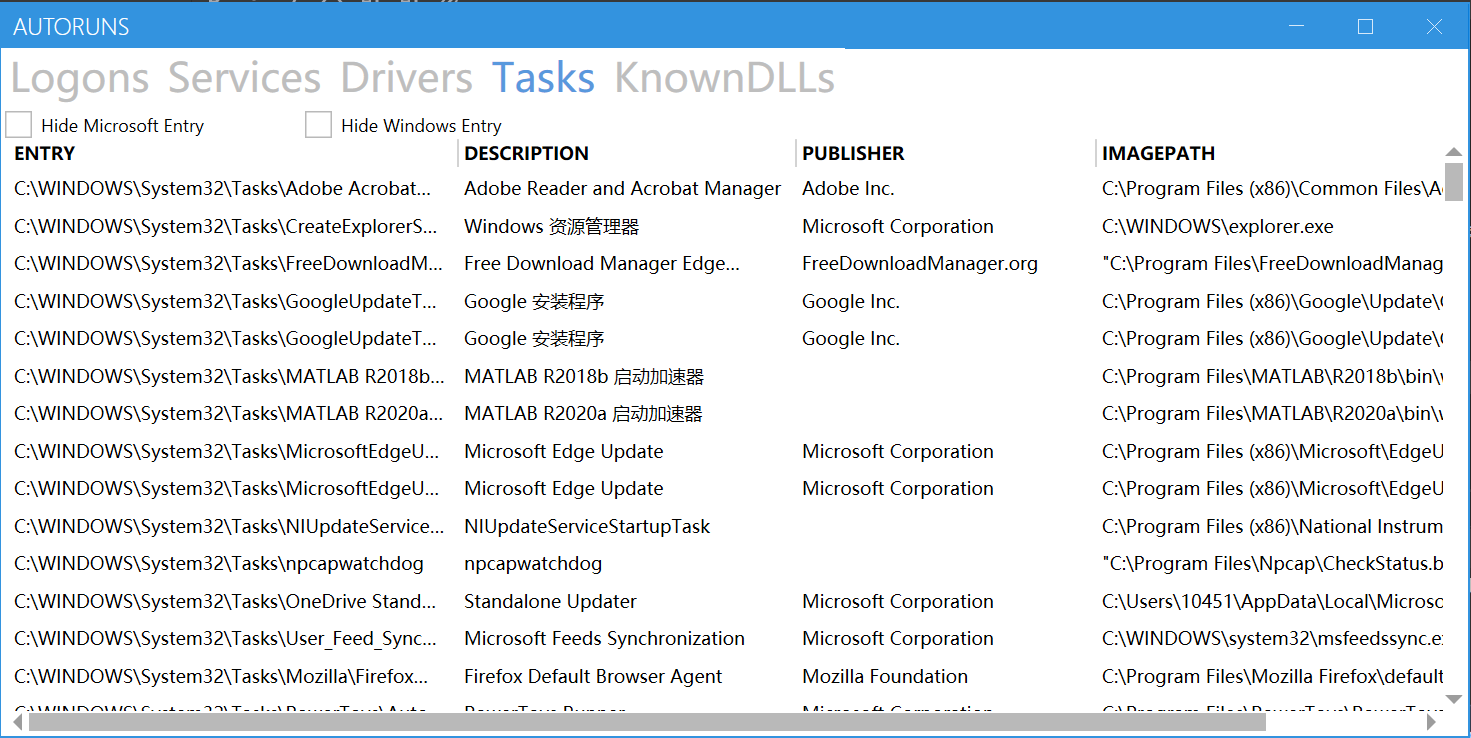 AUTORUNS
Logons Services Drivers Tasks KnownDLLs
Hide Microsoft Entry Hide Windows Entry
ENTRY DESCRIPTION PUBLISHER IMAGEPATH
C:\WINDOWS\System32\Tasks\Adobe Acrobat... Adobe Reader and Acrobat Manager Adobe Inc. C:\Program Files (x86)\Common Files\A
C:\WINDOWS\System32\Tasks\CreateExplorerS... Windows 资源管理器 Microsoft Corporation C:\WINDOWS\explorer.exe
C:\WINDOWS\System32\Tasks\FreeDownloadM... Free Download Manager Edge... FreeDownloadManager.org "C:\Program Files\FreeDownloadManag
C:\WINDOWS\System32\Tasks\GoogleUpdateT... Google 安装程序 Google Inc. C:\Program Files (x86)\Google\Update\
C:\WINDOWS\System32\Tasks\GoogleUpdateT... Google 安装程序 Google Inc. C:\Program Files (x86)\Google\Update\
C:\WINDOWS\System32\Tasks\MATLAB R2018b... MATLAB R2018b 启动加速器 C:\Program Files\MATLAB\R2018b\bin\
C:\WINDOWS\System32\Tasks\MATLAB R2020a... MATLAB R2020a 启动加速器 C:\Program Files\MATLAB\R2020a\bin\
C:\WINDOWS\System32\Tasks\MicrosoftEdgeU... Microsoft Edge Update Microsoft Corporation C:\Program Files (x86)\Microsoft\EdgeU
C:\WINDOWS\System32\Tasks\MicrosoftEdgeU... Microsoft Edge Update Microsoft Corporation C:\Program Files (x86)\Microsoft\EdgeU
C:\WINDOWS\System32\Tasks\NIUpdateService... NIUpdateServiceStartupTask C:\Program Files (x86)\National Instrum
C:\WINDOWS\System32\Tasks\npcapwatchdog npcapwatchdog "C:\Program Files\Npcap\CheckStatus.b
C:\WINDOWS\System32\Tasks\OneDrive Stand... Standalone Updater Microsoft Corporation C:\Users\10451\AppData\Local\Microso
C:\WINDOWS\System32\Tasks\User_Feed_Sync... Microsoft Feeds Synchronization Microsoft Corporation C:\WINDOWS\system32\msfeedssync.e
C:\WINDOWS\System32\Tasks\Mozilla\Firefox... Firefox Default Browser Agent Mozilla Foundation C:\Program Files\Mozilla Firefox\default